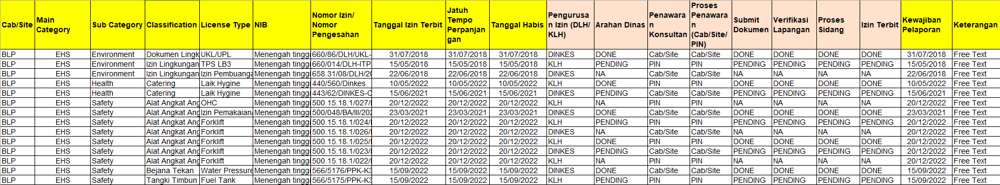 Cab/Site Main Category Sub Category Classification License Type NIB Nomor Izin/ Nomor Pengesahan Tanggal Izin Terbit Jatuh Tempo Perpanjangan Tanggal Habis Pengurusan Izin (DLH/KLH) Arahan Dinas Penawaran Konsultan Proses Penawaran (Cab/Site/PIN) Submit Dokumen Verifikasi Lapangan Proses Sidang Izin Terbit Kewajiban Pelaporan Keterangan
BLP EHS Environment Dokumen Lingk UKL/UPL Menengah tinggi 660/86/DLH/UKL- 31/07/2018 31/07/2018 31/07/2018 DINKES DONE Cab/Site Cab/Site DONE DONE DONE DONE 31/07/2018 Free Text
BLP EHS Environment Izin Lingkungan TPS LB3 Menengah tinggi 660/014/DLH-ITP 15/05/2018 15/05/2018 15/05/2018 KLH PENDING PIN PIN PENDING PENDING PENDING PENDING 15/05/2018 Free Text
BLP EHS Environment Izin Lingkungan Izin Pembuanga Menengah tinggi 658.31/08/DLH/20 22/06/2018 22/06/2018 22/06/2018 DINKES NA Cab/Site Cab/Site NA NA NA NA 22/06/2018 Free Text
BLP EHS Health Catering Laik Hygine Menengah tinggi 440/560/Dinkes 10/05/2022 10/05/2022 10/05/2022 KLH DONE PIN PIN DONE DONE DONE DONE 10/05/2022 Free Text
BLP EHS Health Catering Laik Hygine Menengah tinggi 443/62/DINKES-C 15/06/2021 15/06/2021 15/06/2021 DINKES PENDING PIN PIN PENDING PENDING PENDING PENDING 15/06/2021 Free Text
BLP EHS Safety Alat Angkat Ang OHC Menengah tinggi 500.15.18.1/027/ 20/12/2022 20/12/2022 20/12/2022 KLH NA PIN PIN NA NA NA NA 20/12/2022 Free Text
BLP EHS Safety Alat Angkat Ang Izin Pemakaian/ Menengah tinggi 500/048/BA/III/202 23/03/2021 23/03/2021 23/03/2021 DINKES DONE Cab/Site Cab/Site DONE DONE DONE DONE 23/03/2021 Free Text
BLP EHS Safety Alat Angkat Ang Forklift Menengah tinggi 500.15.18.1/024/ 20/12/2022 20/12/2022 20/12/2022 KLH PENDING PIN PIN PENDING PENDING PENDING PENDING 20/12/2022 Free Text
BLP EHS Safety Alat Angkat Ang Forklift Menengah tinggi 500.15.18.1/026/ 20/12/2022 20/12/2022 20/12/2022 DINKES NA Cab/Site Cab/Site NA NA NA NA 20/12/2022 Free Text
BLP EHS Safety Alat Angkat Ang Forklift Menengah tinggi 500.15.18.1/025/ 20/12/2022 20/12/2022 20/12/2022 KLH DONE PIN PIN DONE DONE DONE DONE 20/12/2022 Free Text
BLP EHS Safety Alat Angkat Ang Forklift Menengah tinggi 500.15.18.1/023/ 20/12/2022 20/12/2022 20/12/2022 DINKES PENDING Cab/Site Cab/Site PENDING PENDING PENDING PENDING 20/12/2022 Free Text
BLP EHS Safety Alat Angkat Ang Forklift Menengah tinggi 500.15.18.1/022/ 20/12/2022 20/12/2022 20/12/2022 KLH NA PIN PIN NA NA NA NA 20/12/2022 Free Text
BLP EHS Safety Bejana Tekan Water Pressure Menengah tinggi 566/5176/PPK-K3 15/09/2022 15/09/2022 15/09/2022 DINKES DONE Cab/Site Cab/Site DONE DONE DONE DONE 15/09/2022 Free Text
BLP EHS Safety Tangki Timbun Fuel Tank Menengah tinggi 566/5175/PPK-K3 15/09/2022 15/09/2022 15/09/2022 KLH PENDING PIN PIN PENDING PENDING PENDING PENDING 15/09/2022 Free Text